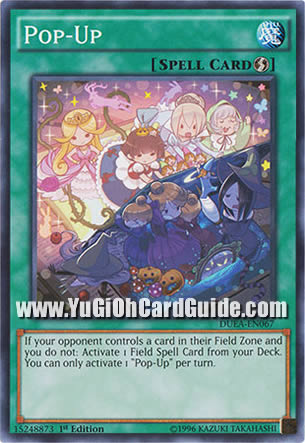 Pop-Up
魔
[Spell Card]
www.YuGiOhCardGuide.com
DUEA-EN067
If your opponent controls a card in their Field Zone and
you do not: Activate 1 Field Spell Card from your Deck.
You can only activate 1 "Pop-Up" per turn.
15248873 1st Edition ©1996 KAZUKI TAKAHASHI